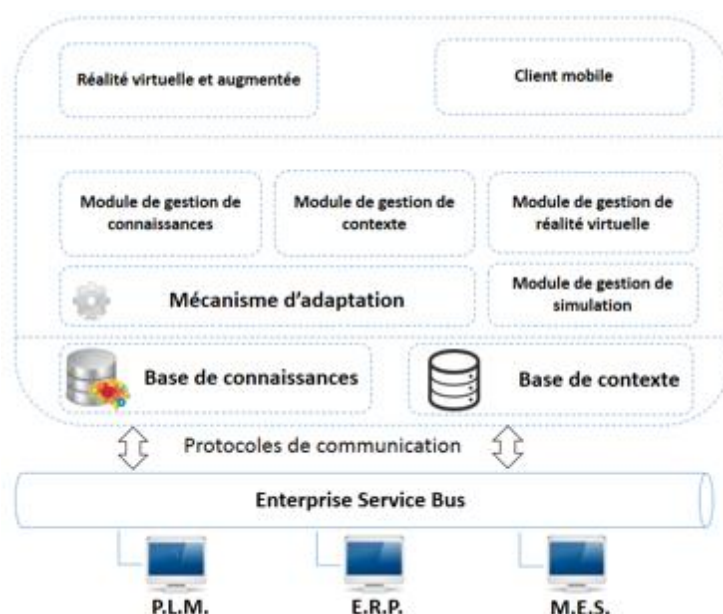 Réalité virtuelle et augmentée
Client mobile
Module de gestion de
connaissances
Module de gestion de
contexte
Module de gestion de
réalité virtuelle
Mécanisme d'adaptation
Module de gestion de
simulation
Base de connaissances
Base de contexte
Protocoles de communication
Enterprise Service Bus
P.L.M.
E.R.P.
M.E.S.